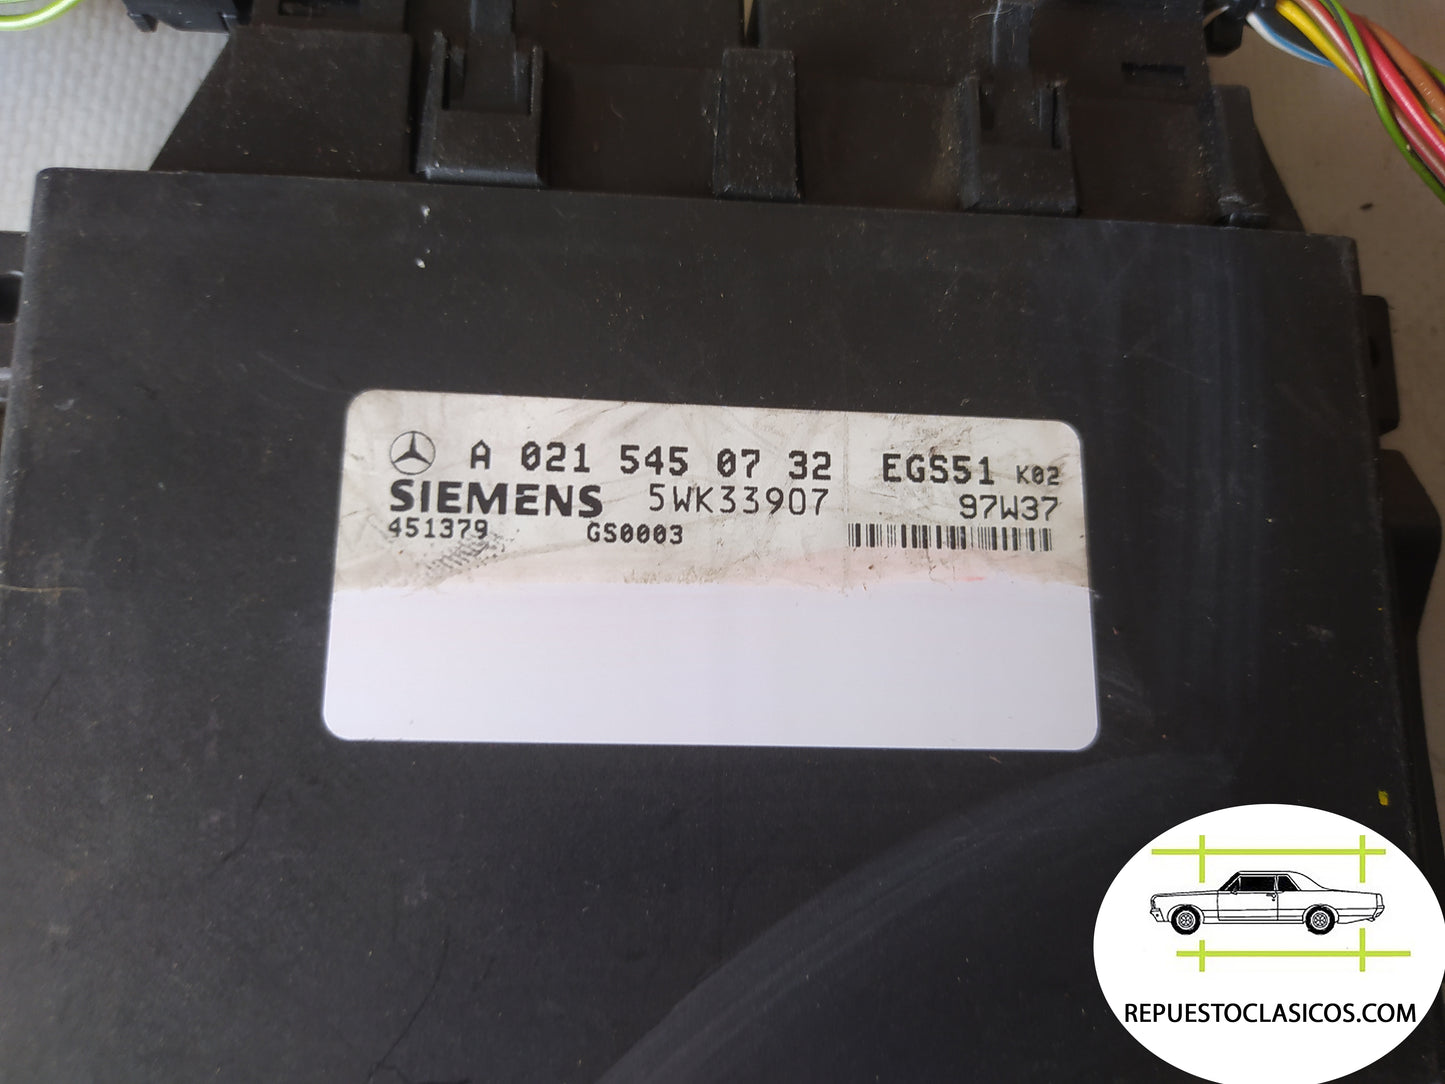 A 021 545 07 32 EGS51 K02
SIEMENS 5WK33907 97W37
451379 GS0003
REPUESTOCLASICOS.COM